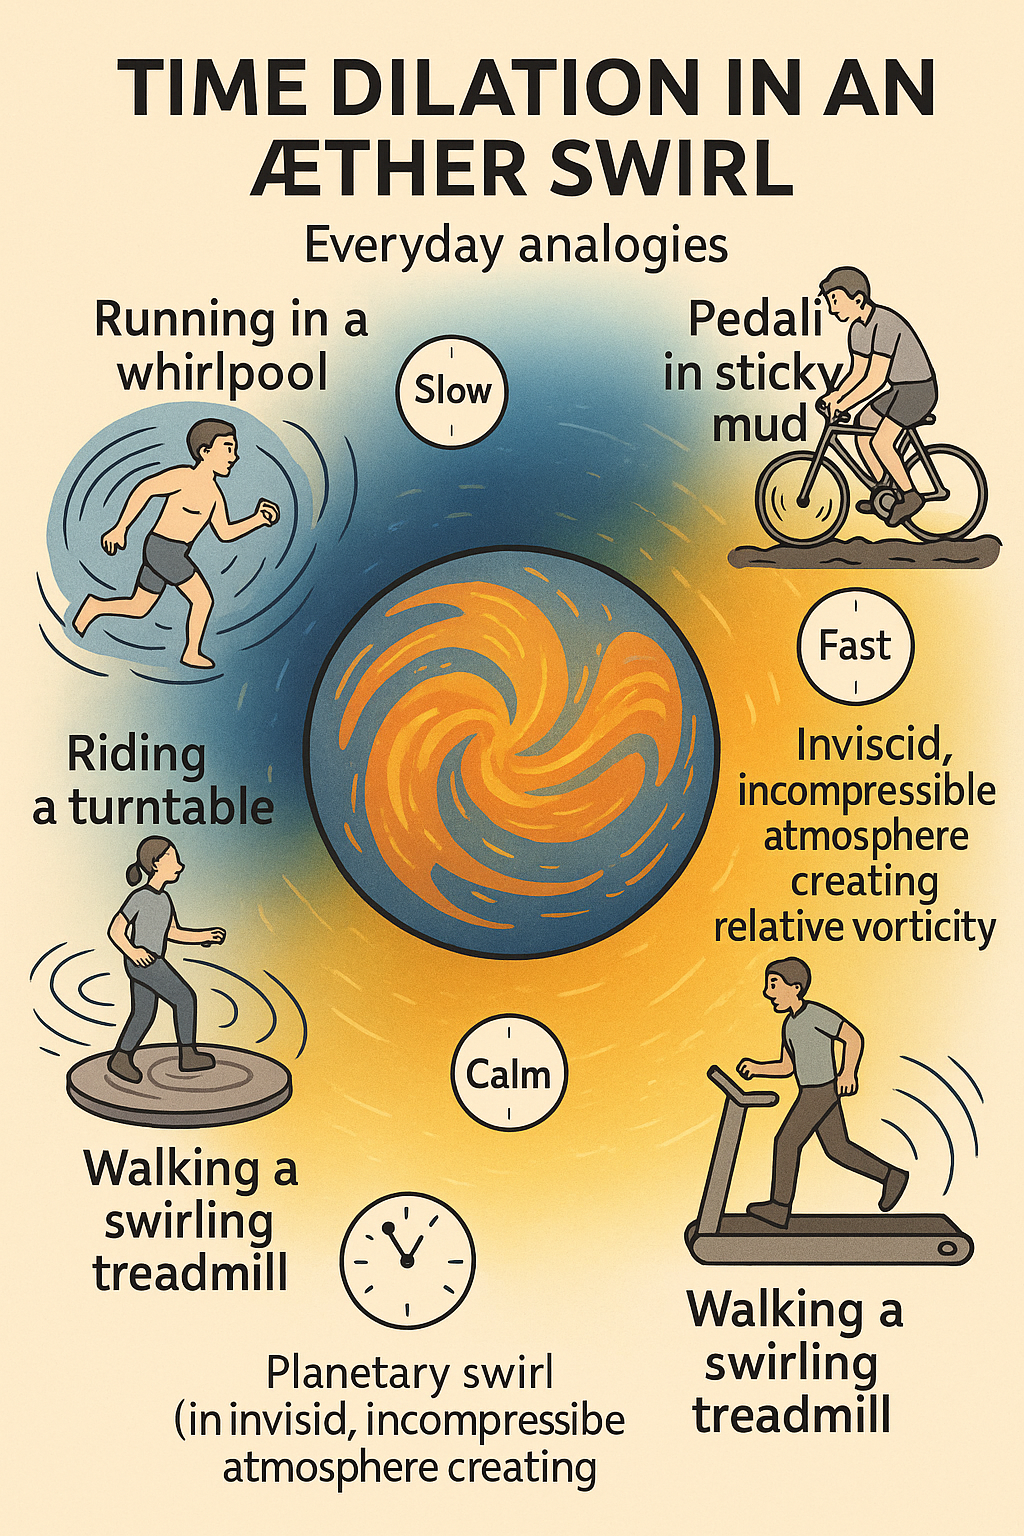 TIME DILATION IN AN
ÆTHER SWIRL
Everyday analogies
Running in a
whirlpool
Slow
Pedali
in sticky
mud
Fast
Riding
a turntable
Inviscid,
incompressible
atmosphere
creating
relative vorticity
Calm
Walking a
swirling
treadmill
Walking a
swirling
treadmill
Planetary swirl
(in invisid, incompressibe
atmosphere creating